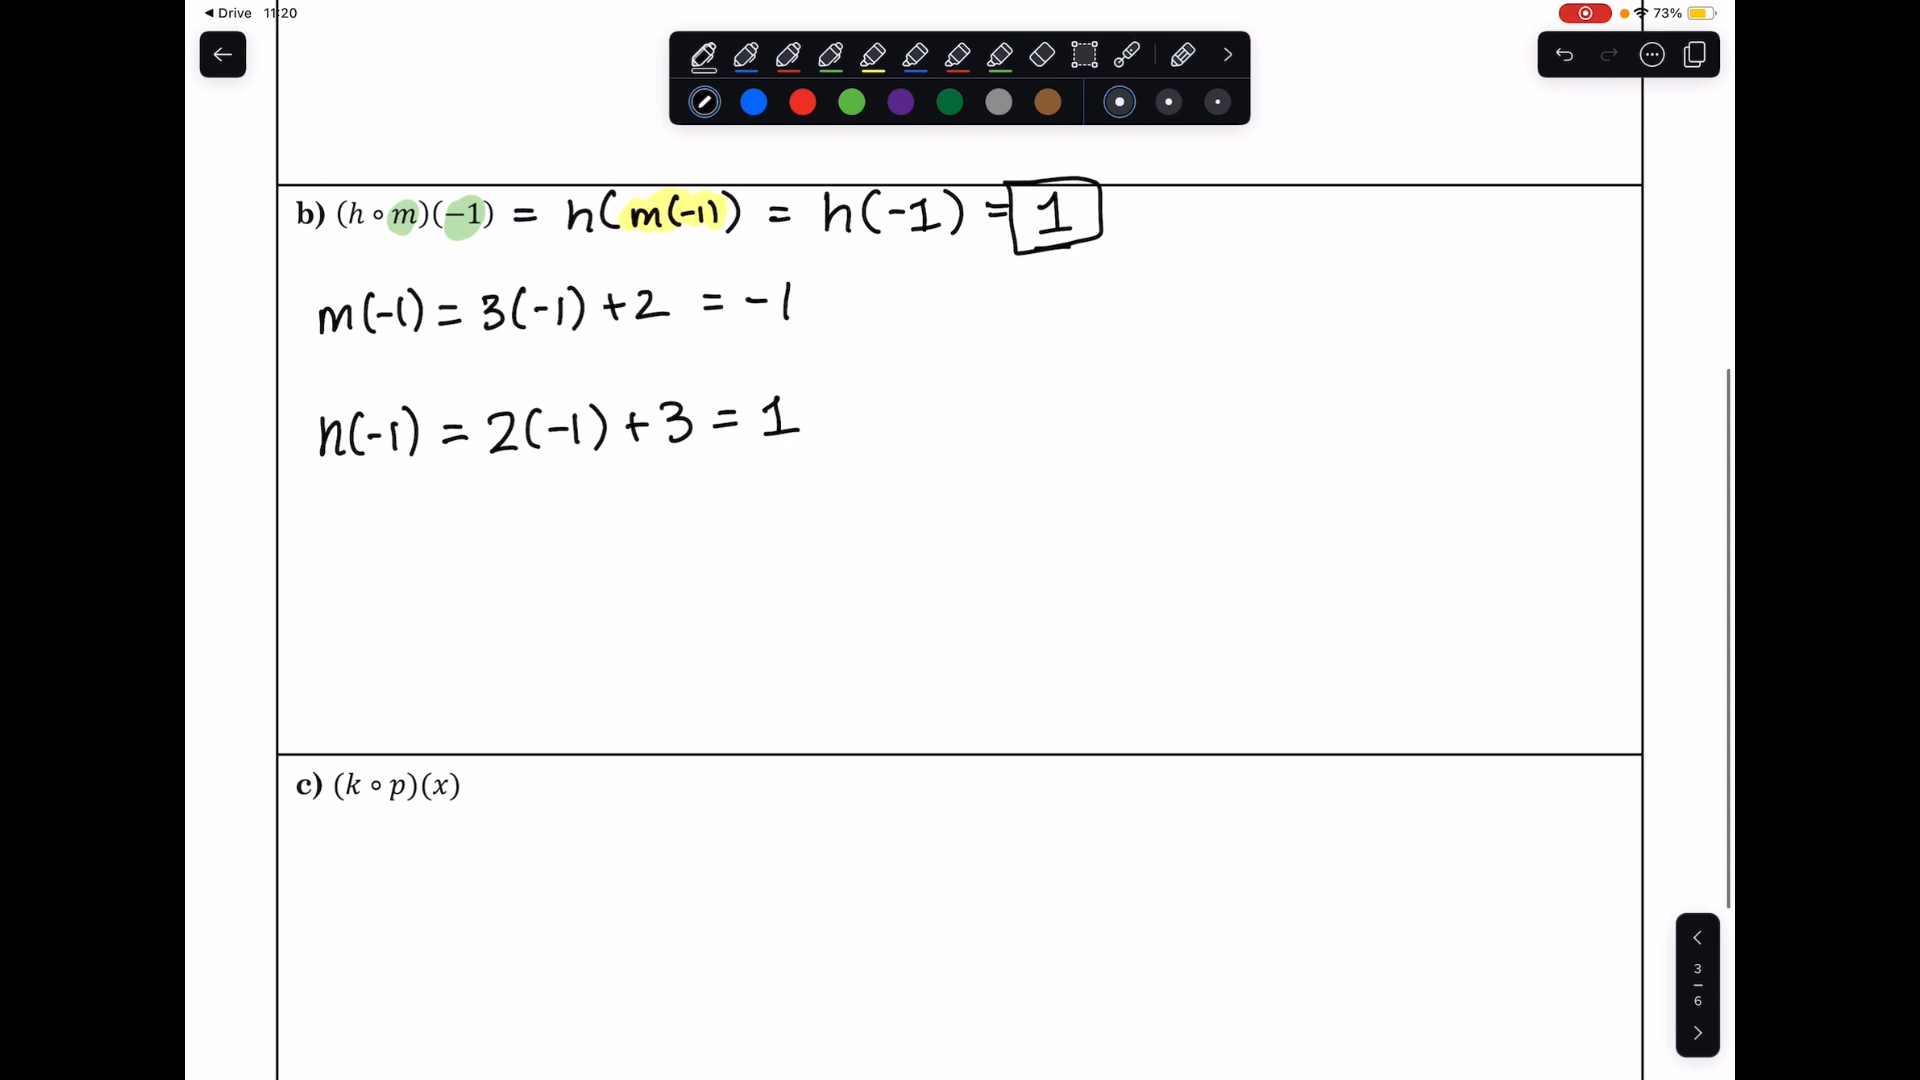 Drive 11:20
73%
b) (h ∘ m)(−1) = h(m(-1)) = h(-1) = 1
m(-1) = 3(-1) + 2 = -1
h(-1) = 2(-1) + 3 = 1
c) (k ∘ p)(x)
3
6